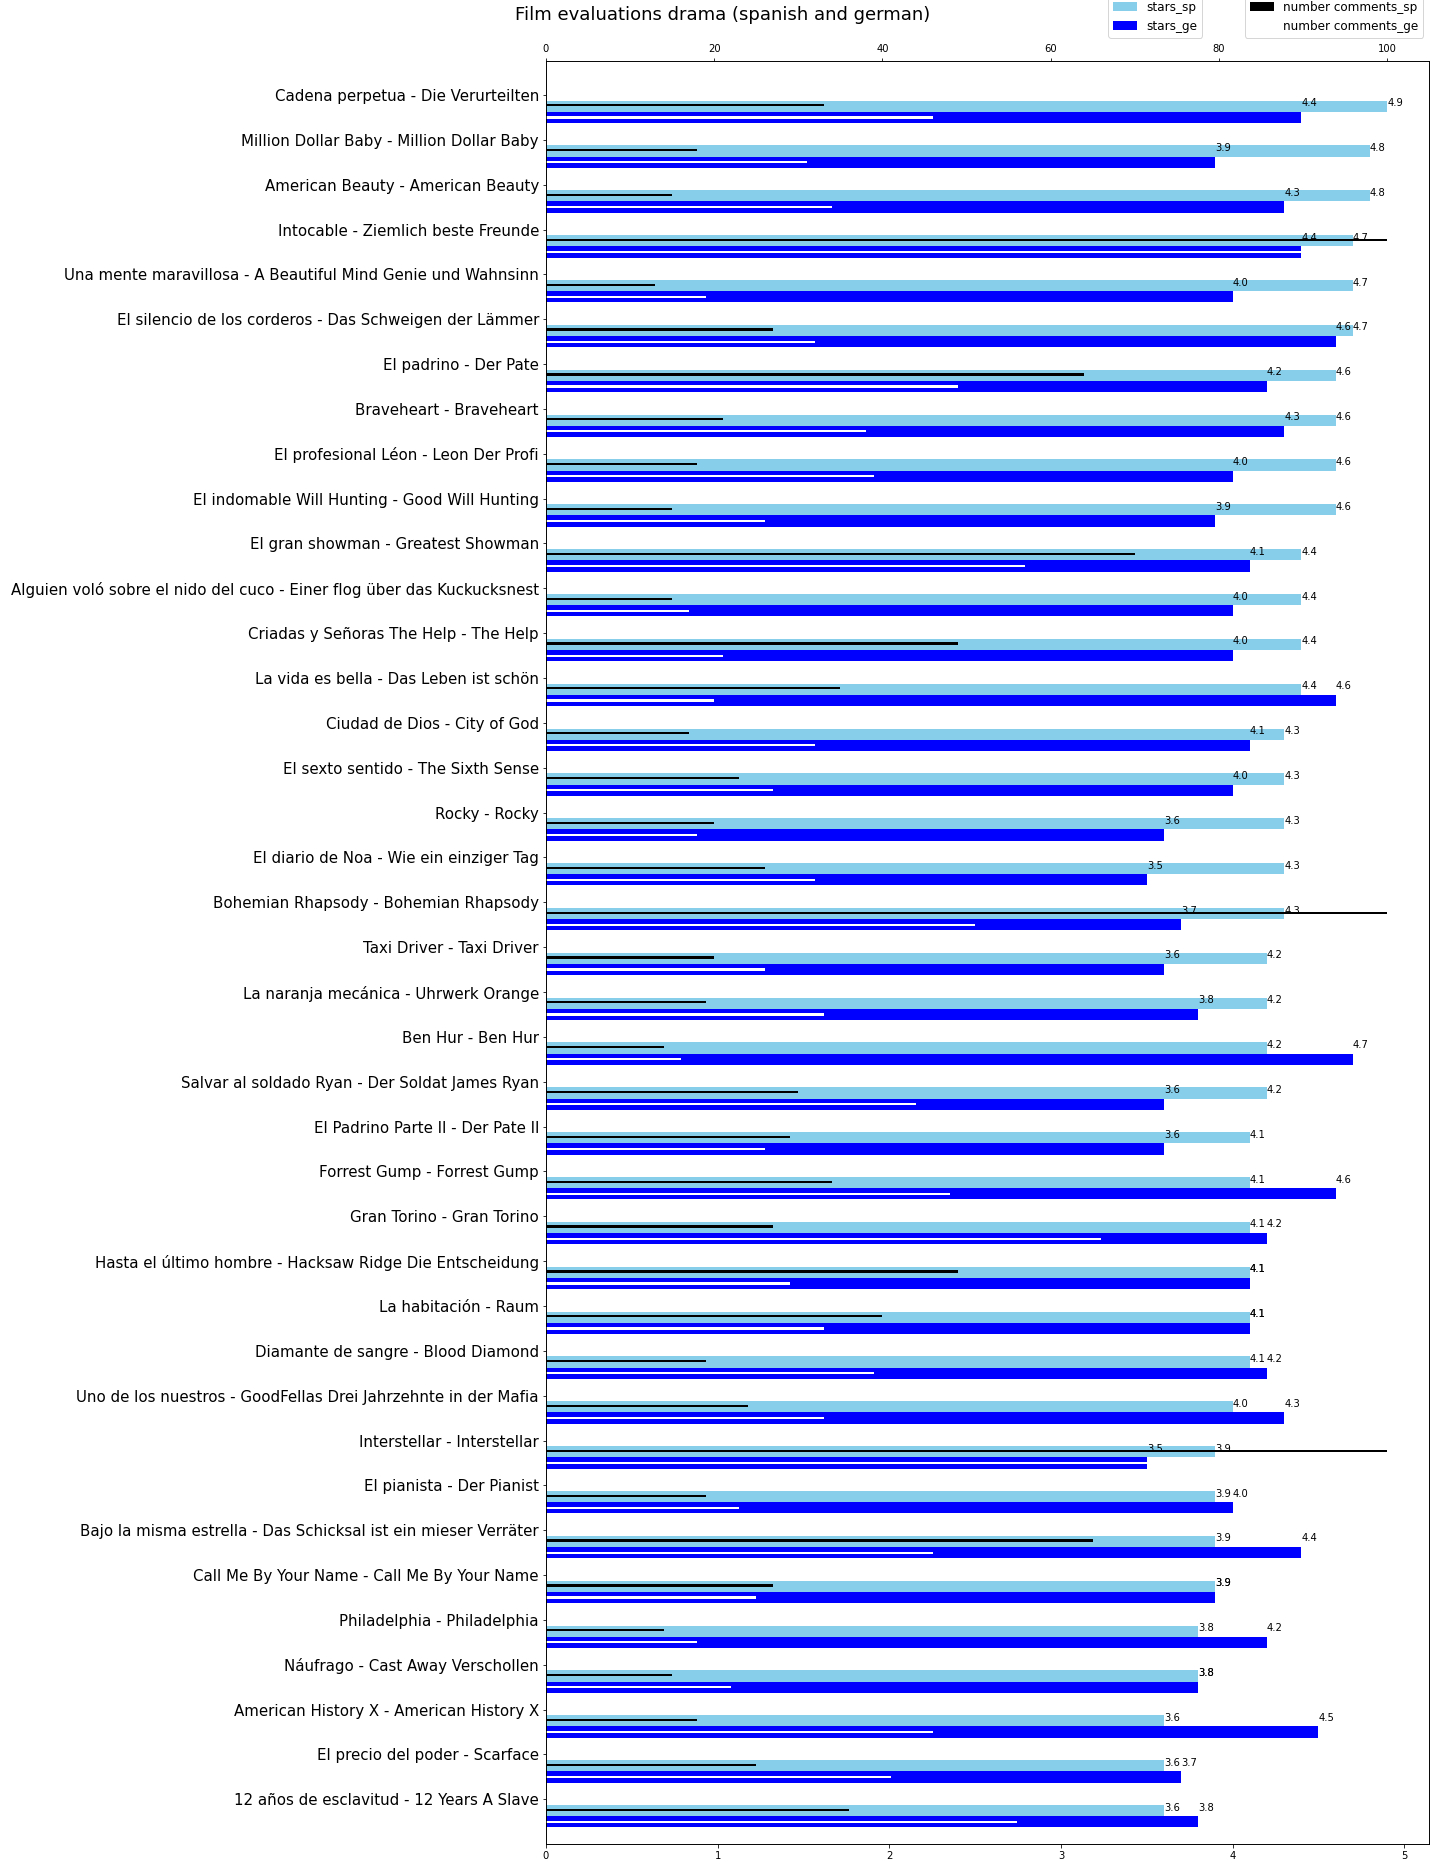 Film evaluations drama (spanish and german)
stars_sp
stars_ge
number comments_sp
number comments_ge
0 20 40 60 80 100
Cadena perpetua - Die Verurteilten 4.4 4.9
Million Dollar Baby - Million Dollar Baby 3.9 4.8
American Beauty - American Beauty 4.3 4.8
Intocable - Ziemlich beste Freunde 4.4 4.7
Una mente maravillosa - A Beautiful Mind Genie und Wahnsinn 4.0 4.7
El silencio de los corderos - Das Schweigen der Lämmer 4.6 4.7
El padrino - Der Pate 4.2 4.6
Braveheart - Braveheart 4.3 4.6
El profesional Léon - Leon Der Profi 4.0 4.6
El indomable Will Hunting - Good Will Hunting 3.9 4.6
El gran showman - Greatest Showman 4.1 4.4
Alguien voló sobre el nido del cuco - Einer flog über das Kuckucksnest 4.0 4.4
Criadas y Señoras The Help - The Help 4.0 4.4
La vida es bella - Das Leben ist schön 4.4 4.6
Ciudad de Dios - City of God 4.1 4.3
El sexto sentido - The Sixth Sense 4.0 4.3
Rocky - Rocky 3.6 4.3
El diario de Noa - Wie ein einziger Tag 3.5 4.3
Bohemian Rhapsody - Bohemian Rhapsody 3.7 4.3
Taxi Driver - Taxi Driver 3.6 4.2
La naranja mecánica - Uhrwerk Orange 3.8 4.2
Ben Hur - Ben Hur 4.2 4.7
Salvar al soldado Ryan - Der Soldat James Ryan 3.6 4.2
El Padrino Parte II - Der Pate II 3.6 4.1
Forrest Gump - Forrest Gump 4.1 4.6
Gran Torino - Gran Torino 4.1 4.2
Hasta el último hombre - Hacksaw Ridge Die Entscheidung 4.1
La habitación - Raum 4.1
Diamante de sangre - Blood Diamond 4.1 4.2
Uno de los nuestros - GoodFellas Drei Jahrzehnte in der Mafia 4.0 4.3
Interstellar - Interstellar 3.5 3.9
El pianista - Der Pianist 3.9 4.0
Bajo la misma estrella - Das Schicksal ist ein mieser Verräter 3.9 4.4
Call Me By Your Name - Call Me By Your Name 3.9
Philadelphia - Philadelphia 3.8 4.2
Náufrago - Cast Away Verschollen 3.8
American History X - American History X 3.6 4.5
El precio del poder - Scarface 3.6 3.7
12 años de esclavitud - 12 Years A Slave 3.6 3.8
0 1 2 3 4 5